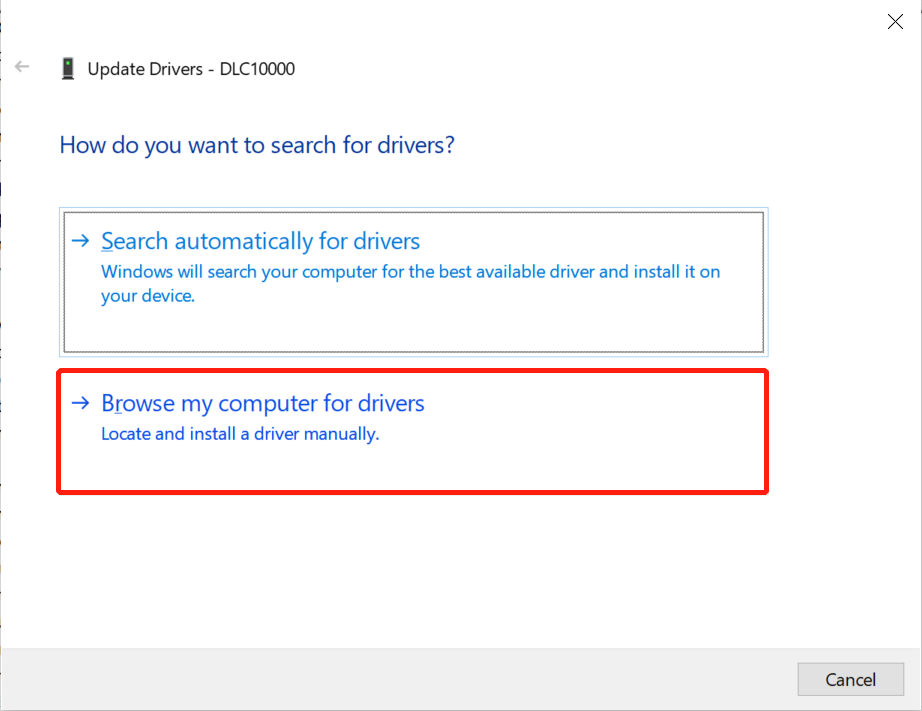 Update Drivers - DLC10000
How do you want to search for drivers?
Search automatically for drivers
Windows will search your computer for the best available driver and install it on
your device.
Browse my computer for drivers
Locate and install a driver manually.
Cancel